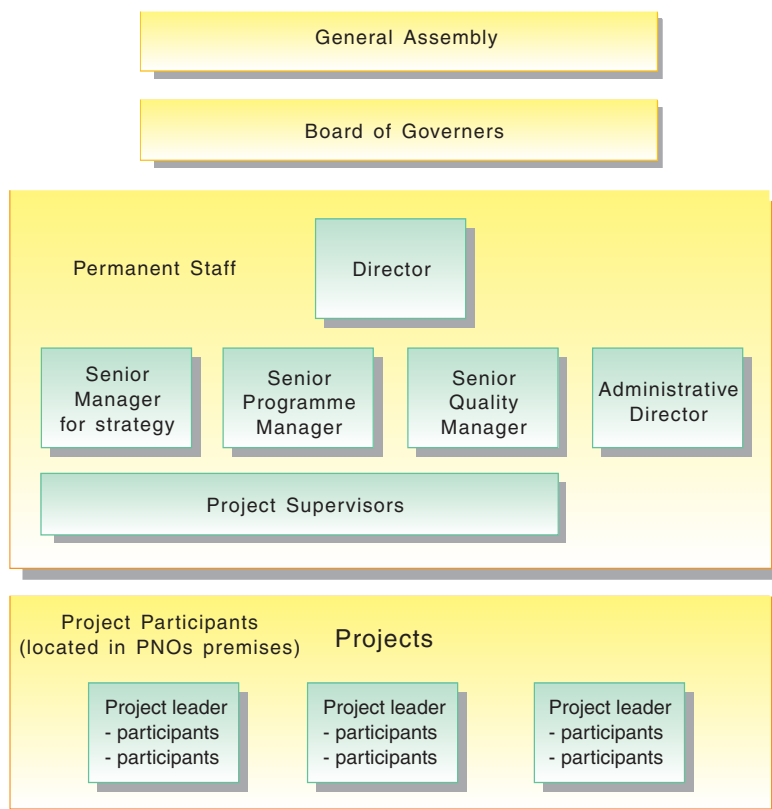 General Assembly
Board of Governers
Permanent Staff
Director
Senior
Manager
for strategy
Senior
Programme
Manager
Senior
Quality
Manager
Administrative
Director
Project Supervisors
Project Participants
(located in PNOs premises)
Projects
Project leader
- participants
- participants
Project leader
- participants
- participants
Project leader
- participants
- participants